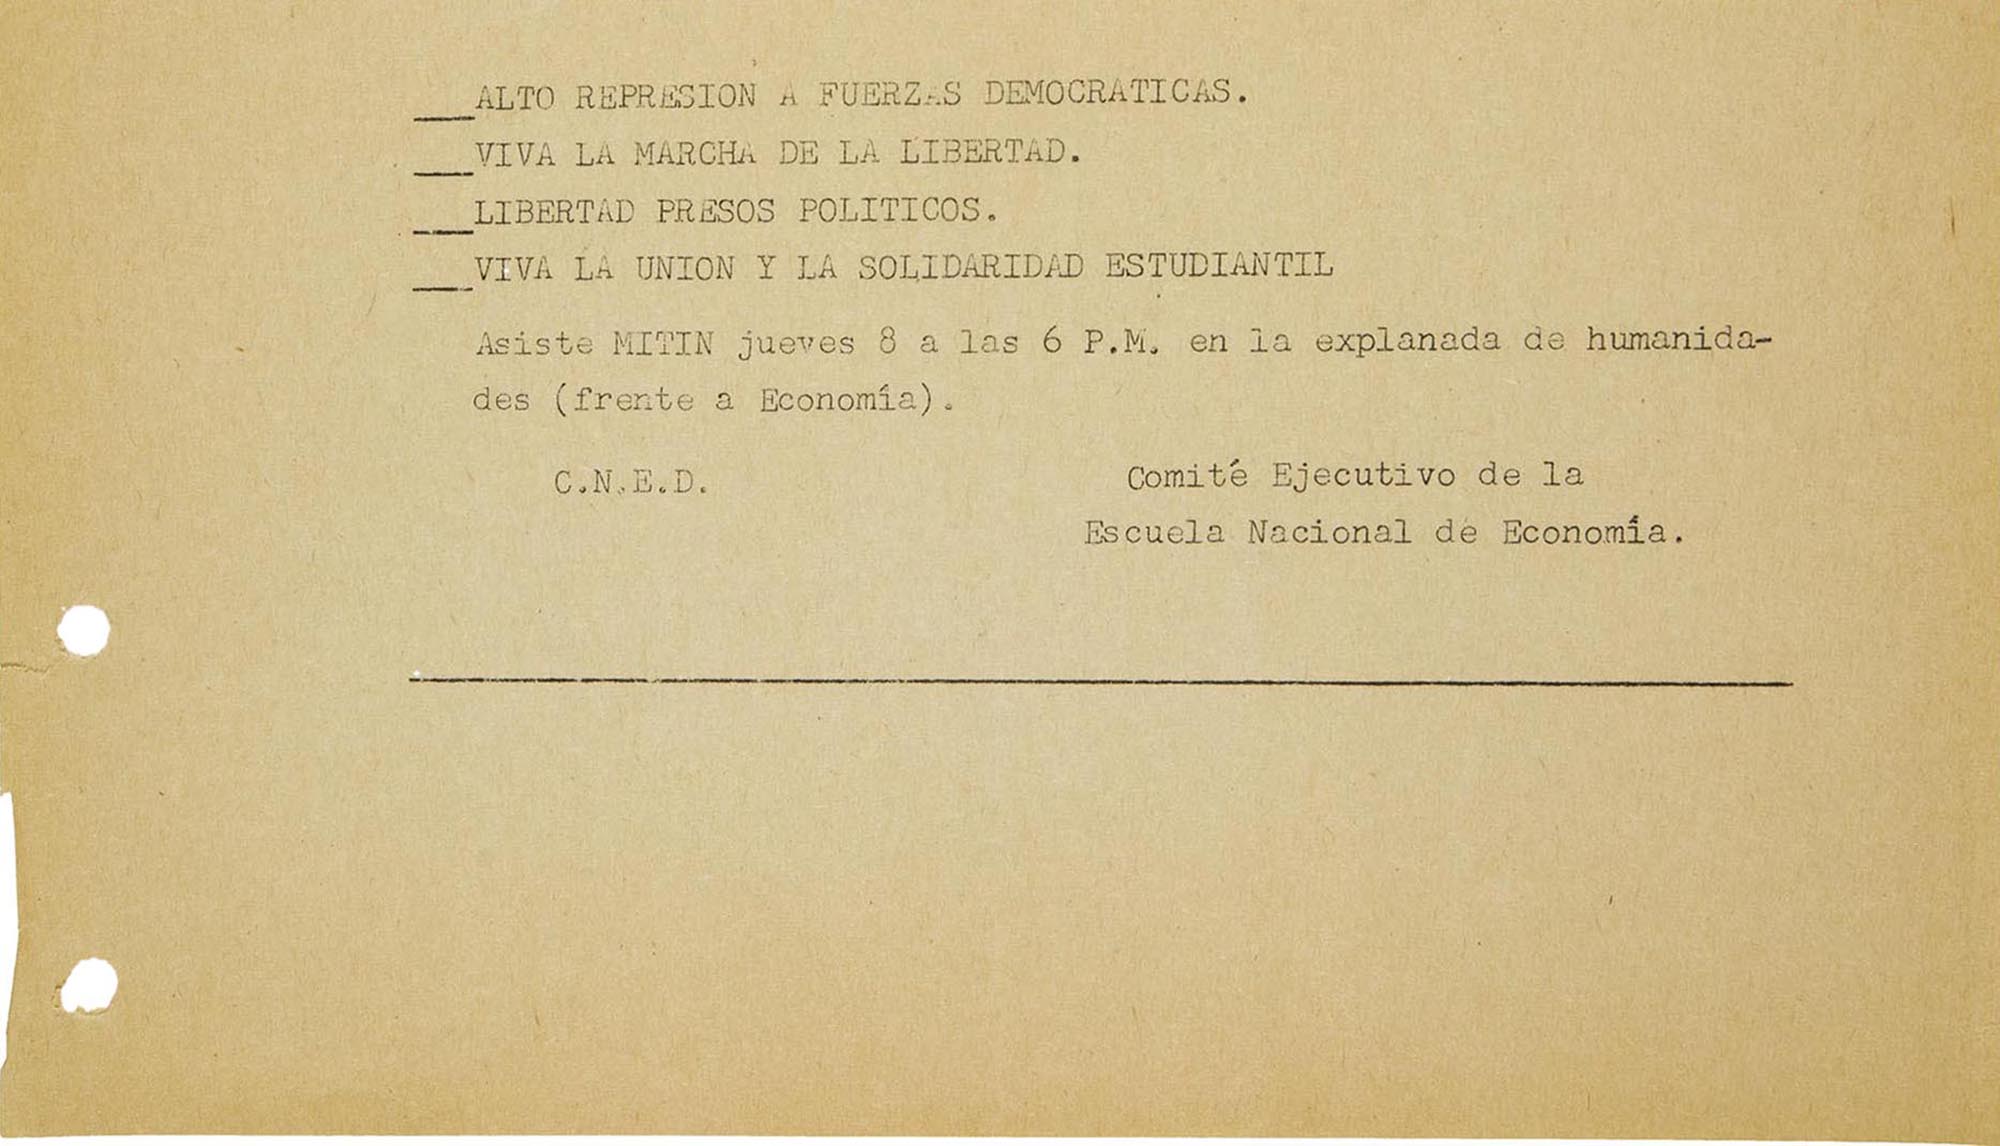 ___ALTO REPRESION A FUERZAS DEMOCRATICAS.
___VIVA LA MARCHA DE LA LIBERTAD.
___LIBERTAD PRESOS POLITICOS.
___VIVA LA UNION Y LA SOLIDARIDAD ESTUDIANTIL
Asiste MITIN jueves 8 a las 6 P.M. en la explanada de humanida-
des (frente a Economía).
C.N.E.D.
Comité Ejecutivo de la
Escuela Nacional de Economía.